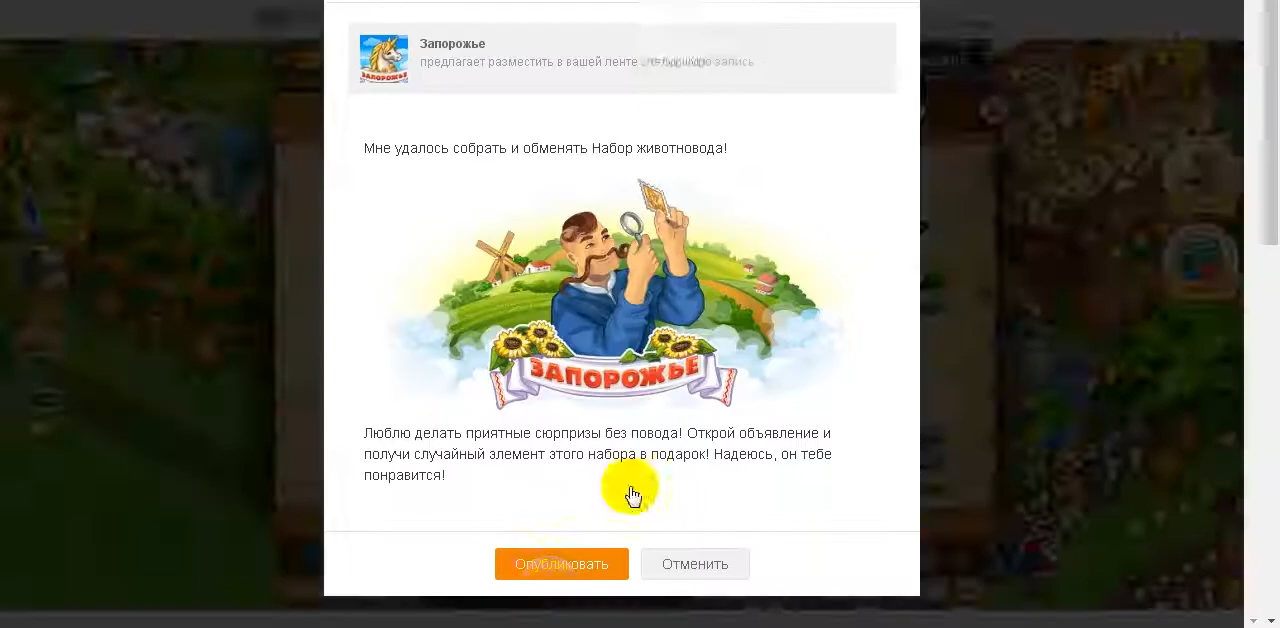 Запорожье
предлагает разместить в вашей ленте запись
Мне удалось собрать и обменять Набор животновода!
ЗАПОРОЖЬЕ
Люблю делать приятные сюрпризы без повода! Открой объявление и
получи случайный элемент этого набора в подарок! Надеюсь, он тебе
понравится!
Опубликовать
Отменить